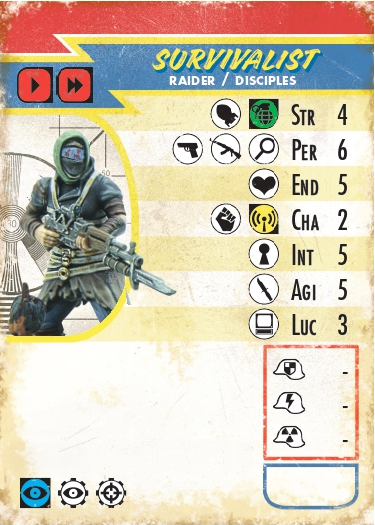 SURVIVALIST
RAIDER / DISCIPLES
STR 4
PER 6
END 5
CHA 2
INT 5
AGI 5
LUC 3
-
-
-